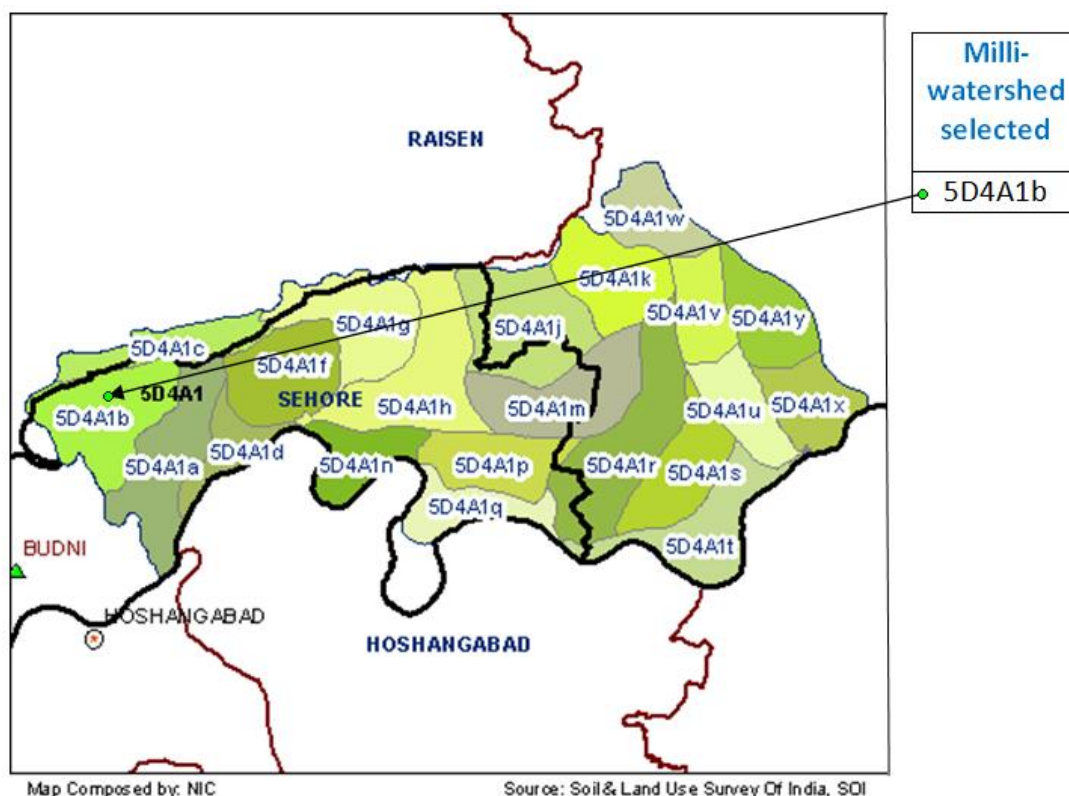 Milli-
watershed
selected
5D4A1b
RAISEN
5D4A1w
5D4A1k
5D4A1g
5D4A1j
5D4A1v
5D4A1y
5D4A1c
5D4A1f
5D4A1
SEHORE
5D4A1b
5D4A1h
5D4A1m
5D4A1u
5D4A1x
5D4A1a
5D4A1d
5D4A1n
5D4A1p
5D4A1r
5D4A1s
5D4A1q
5D4A1t
BUDNI
HOSHANGABAD
HOSHANGABAD
Map Composed by: NIC
Source: Soil & Land Use Survey Of India, SOI